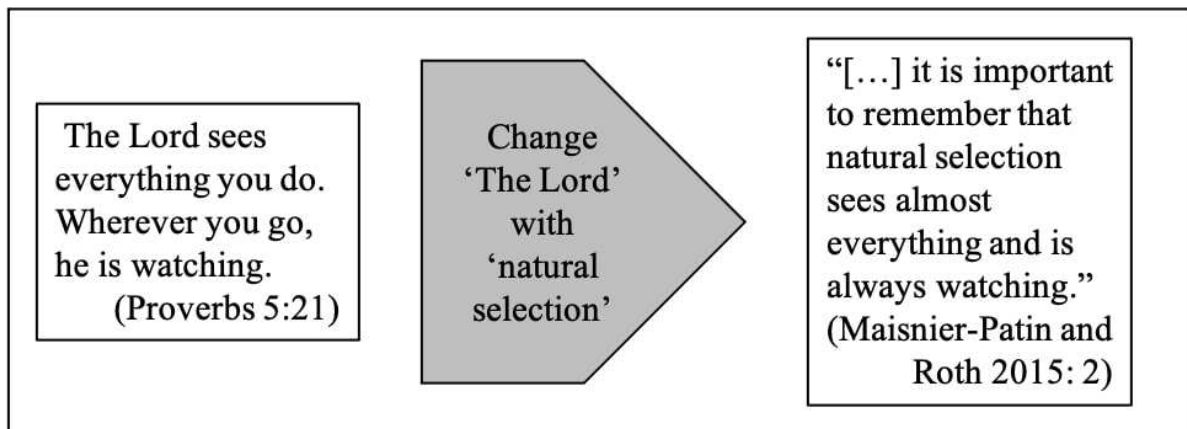 The Lord sees
everything you do.
Wherever you go,
he is watching.
(Proverbs 5:21)
Change
‘The Lord’
with
‘natural
selection’
“[…] it is important
to remember that
natural selection
sees almost
everything and is
always watching.”
(Maisnier-Patin and
Roth 2015: 2)